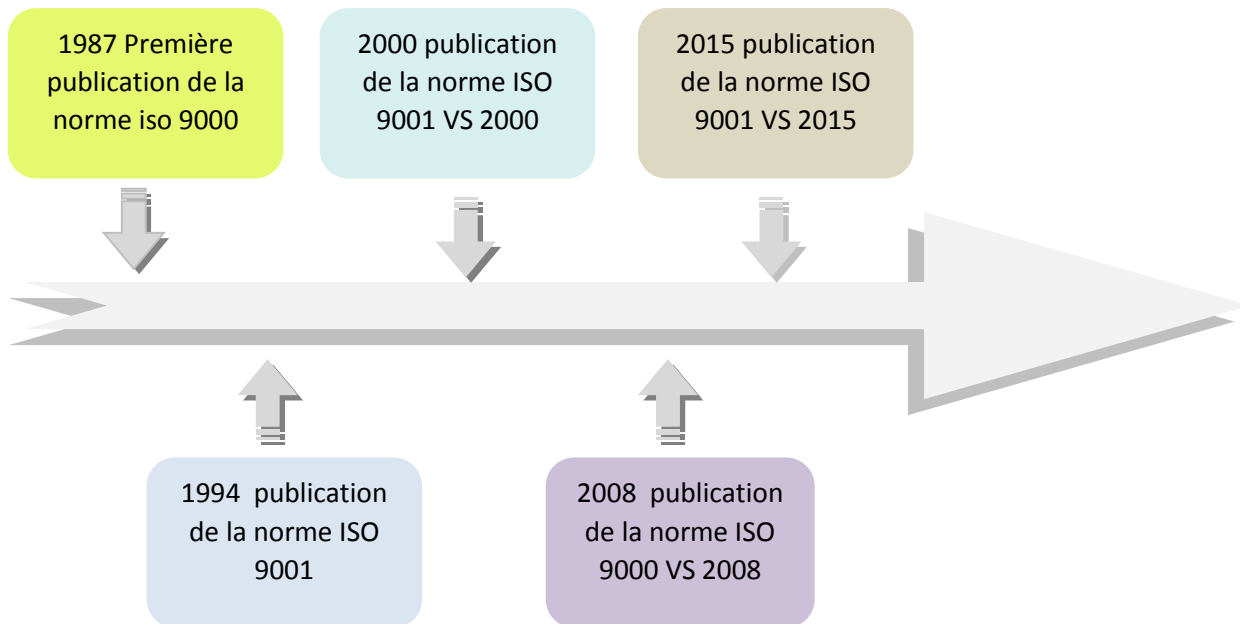 1987 Première
publication de la
norme iso 9000
2000 publication
de la norme ISO
9001 VS 2000
2015 publication
de la norme ISO
9001 VS 2015
1994  publication
de la norme ISO
9001
2008  publication
de la norme ISO
9000 VS 2008